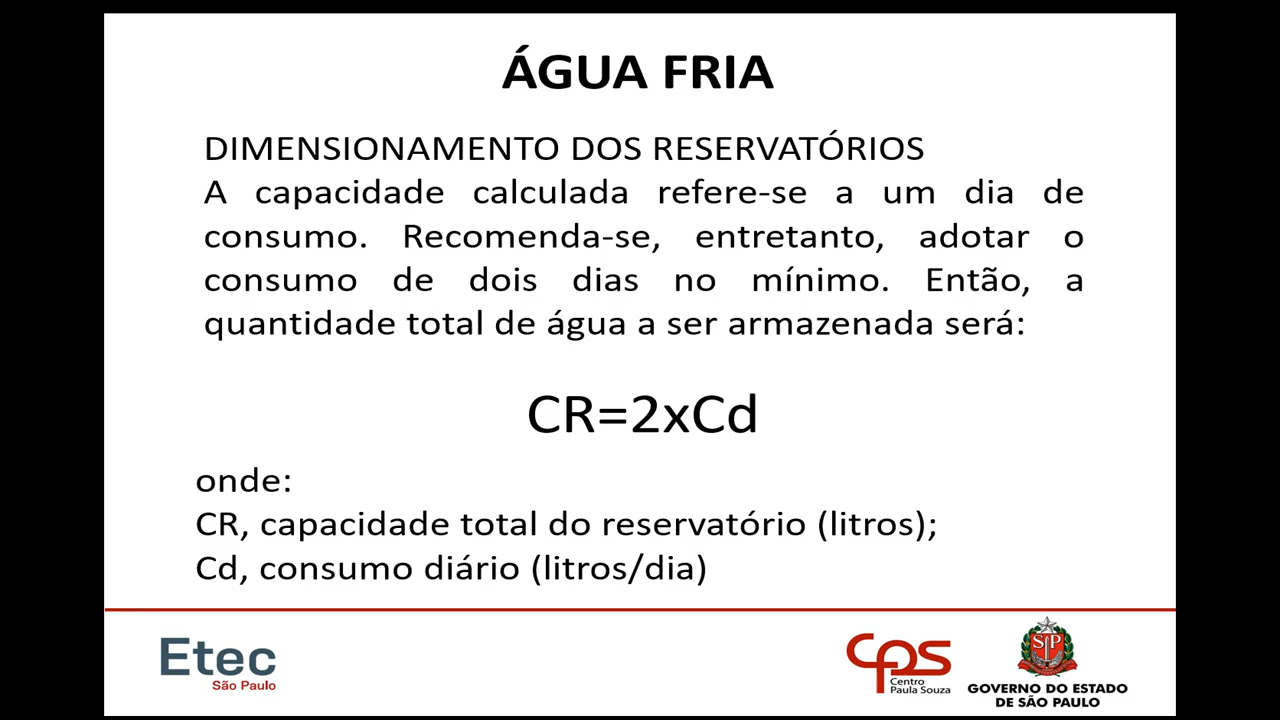 ÁGUA FRIA
DIMENSIONAMENTO DOS RESERVATÓRIOS
A capacidade calculada refere-se a um dia de
consumo. Recomenda-se, entretanto, adotar o
consumo de dois dias no mínimo. Então, a
quantidade total de água a ser armazenada será:
CR=2xCd
onde:
CR, capacidade total do reservatório (litros);
Cd, consumo diário (litros/dia)
Etec
São Paulo
cps
Centro
Paula Souza
SP
GOVERNO DO ESTADO
DE SÃO PAULO